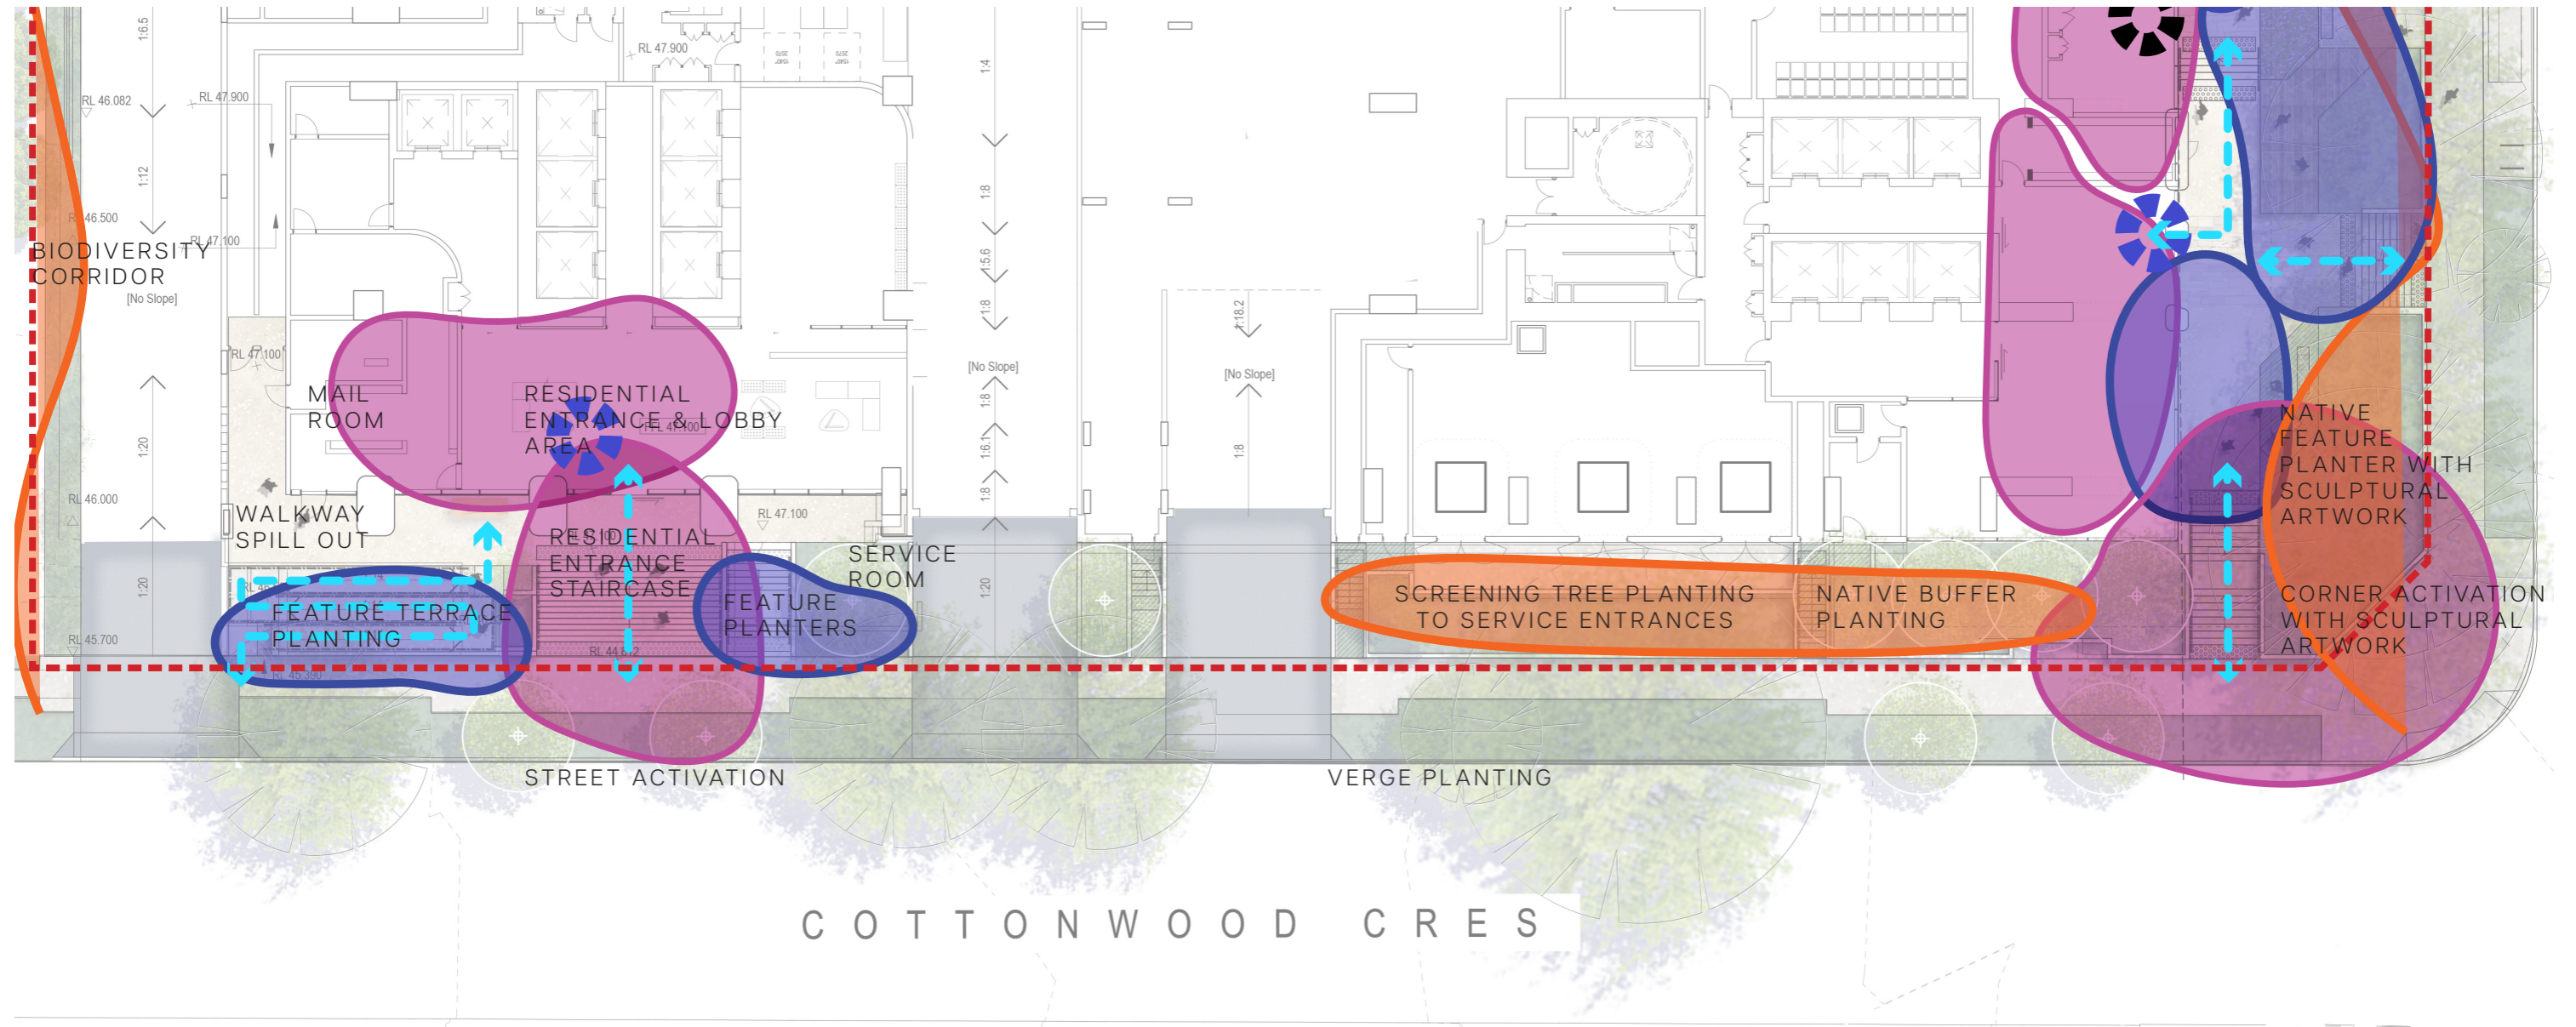 1:6.5
RL 47.900
1:4
RL 46.082
RL 47.900
1:12
1:8
RL 46.500
RL 47.100
BIODIVERSITY
CORRIDOR
[No Slope]
1:5.6
1:8
1:18.2
RL 47.100
[No Slope]
[No Slope]
MAIL
ROOM
RESIDENTIAL
ENTRANCE & LOBBY
AREA
FFL 47.100
1:8
1:6.1
1:8
1:8
1:20
NATIVE
FEATURE
PLANTER WITH
SCULPTURAL
ARTWORK
RL 46.000
WALKWAY
SPILL OUT
RL 47.100
RESIDENTIAL
ENTRANCE
STAIRCASE
SERVICE
ROOM
1:20
1:20
FEATURE TERRACE
PLANTING
FEATURE
PLANTERS
SCREENING TREE PLANTING
TO SERVICE ENTRANCES
NATIVE BUFFER
PLANTING
CORNER ACTIVATION
WITH SCULPTURAL
ARTWORK
RL 45.700
STREET ACTIVATION
VERGE PLANTING
COTTONWOOD CRES